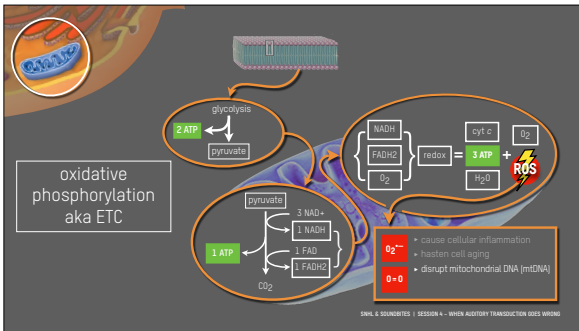 glycolysis
2 ATP
pyruvate
NADH
FADH2
O2
redox
=
cyt c
3 ATP
H2O
+
O2
ROS
oxidative
phosphorylation
aka ETC
pyruvate
3 NAD+
1 NADH
1 ATP
1 FAD
1 FADH2
CO2
O2•—
O=O
▸ cause cellular inflammation
▸ hasten cell aging
▸ disrupt mitochondrial DNA (mtDNA)
SNHL & SOUNDBITES | SESSION 4 – WHEN AUDITORY TRANSDUCTION GOES WRONG